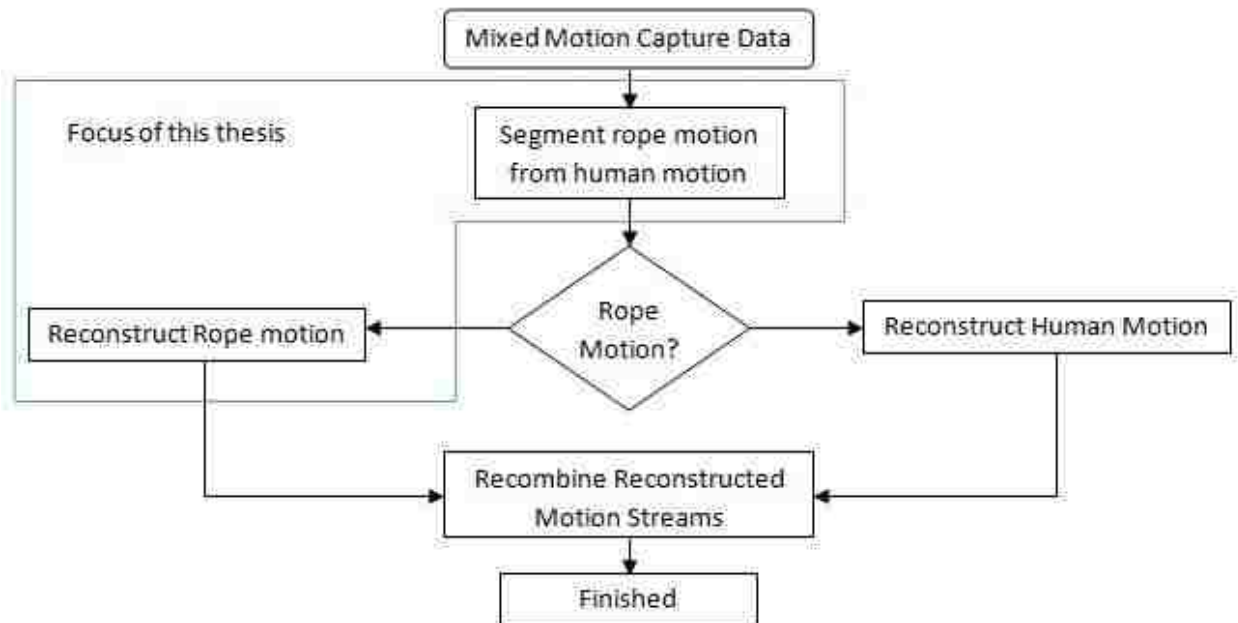 Mixed Motion Capture Data
Focus of this thesis
Segment rope motion
from human motion
Rope
Motion?
Reconstruct Rope motion
Reconstruct Human Motion
Recombine Reconstructed
Motion Streams
Finished